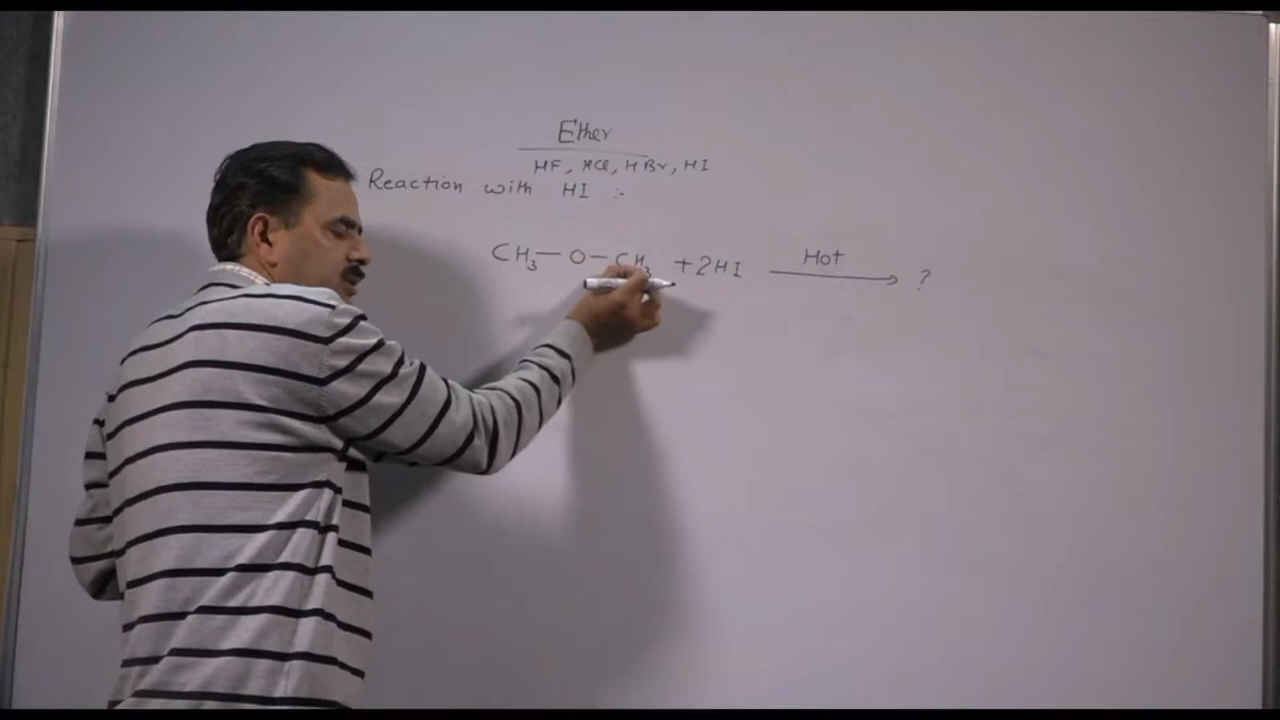 Ether
HF, HCl, HBr, HI
Reaction with HI :-
CH3 — O — CH3 + 2HI Hot → ?